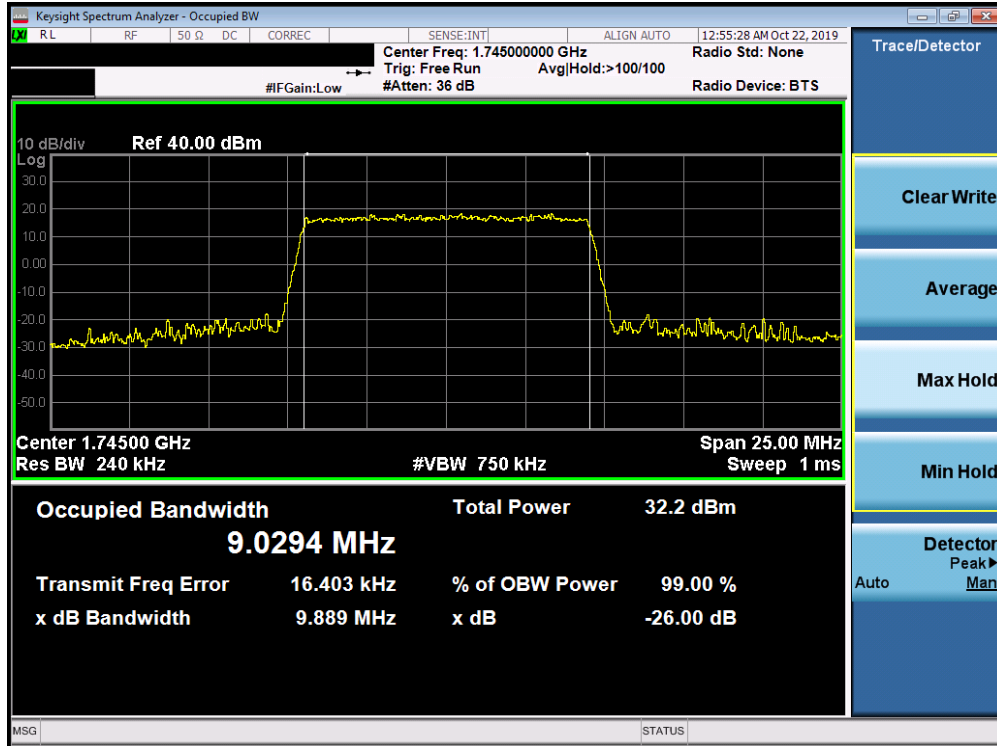 Keysight Spectrum Analyzer - Occupied BW
LXI RL RF 50 Ω DC CORREC SENSE:INT ALIGN AUTO 12:55:28 AM Oct 22, 2019
Center Freq: 1.745000000 GHz Radio Std: None
Trig: Free Run Avg|Hold:>100/100
#IFGain:Low #Atten: 36 dB Radio Device: BTS
10 dB/div Ref 40.00 dBm
Log
30.0
20.0
10.0
0.00
-10.0
-20.0
-30.0
-40.0
-50.0
Center 1.74500 GHz Span 25.00 MHz
Res BW 240 kHz #VBW 750 kHz Sweep 1 ms
Occupied Bandwidth Total Power 32.2 dBm
9.0294 MHz
Transmit Freq Error 16.403 kHz % of OBW Power 99.00 %
x dB Bandwidth 9.889 MHz x dB -26.00 dB
MSG STATUS
Trace/Detector
Clear Write
Average
Max Hold
Min Hold
Detector
Peak▶
Auto Man